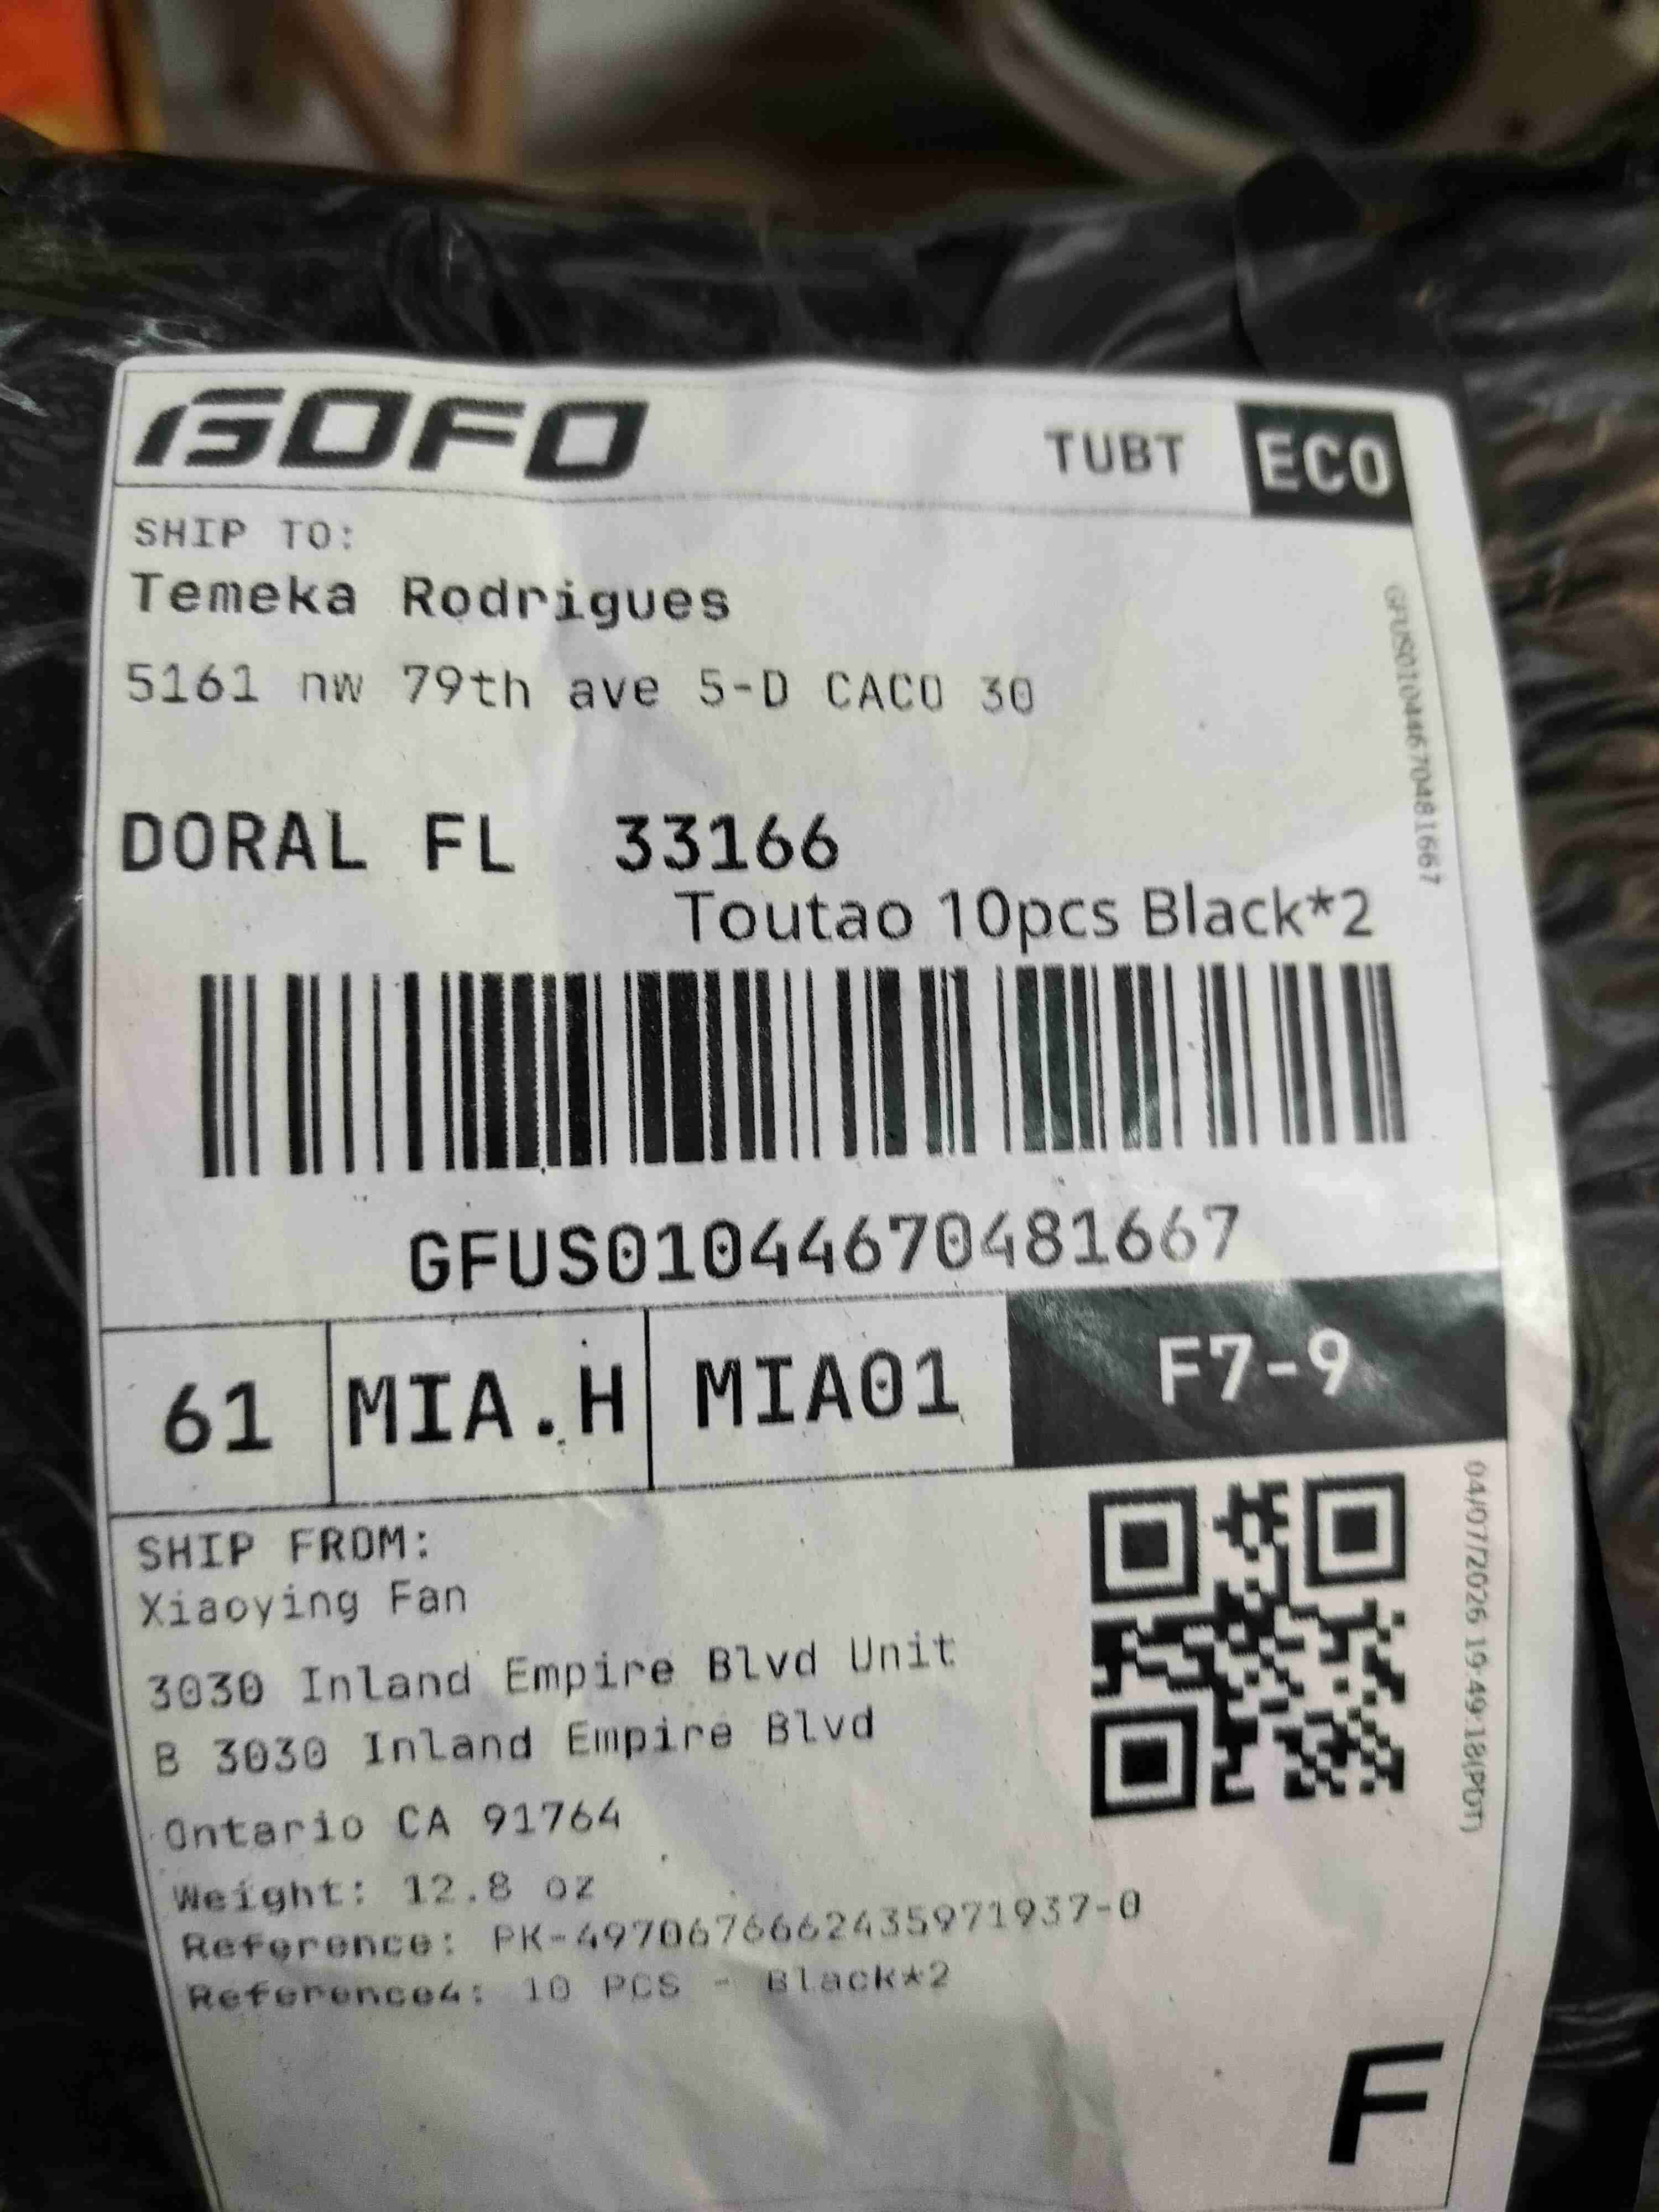 GOFO
TUBT
ECO
SHIP TO:
Temeka Rodrigues
5161 nw 79th ave 5-D CACO 30
DORAL FL 33166
Toutao 10pcs Black*2
GFUS01044670481667
GFUS01044670481667
61
MIA.H
MIA01
F7-9
SHIP FROM:
Xiaoying Fan
3030 Inland Empire Blvd Unit
B 3030 Inland Empire Blvd
Ontario CA 91764
Weight: 12.8 oz
Reference: PK-4970676662435971937-0
Reference4: 10 PCS - Black*2
04/07/2026 19:49:18(PDT)
F